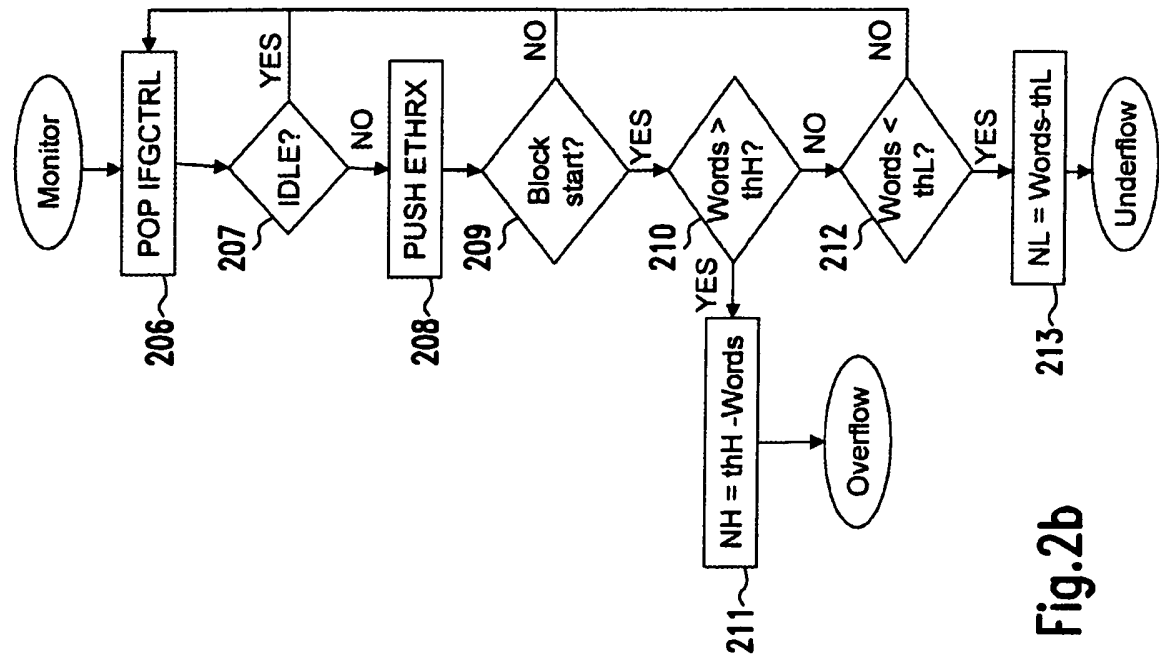 Monitor
POP IFGCTRL
206
IDLE?
YES
207
NO
PUSH ETHRX
208
Block
start?
NO
209
YES
Words >
thH?
210
YES
NO
NH = thH -Words
211
Overflow
Words <
thL?
NO
212
YES
NL = Words-thL
213
Underflow
Fig.2b